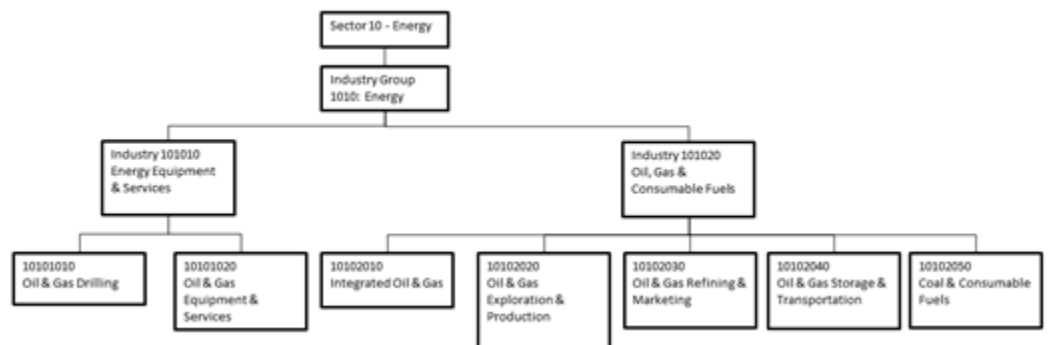 Sector 10 - Energy
Industry Group
1010: Energy
Industry 101010
Energy Equipment
& Services
Industry 101020
Oil, Gas &
Consumable Fuels
10101010
Oil & Gas Drilling
10101020
Oil & Gas
Equipment &
Services
10102010
Integrated Oil & Gas
10102020
Oil & Gas
Exploration &
Production
10102030
Oil & Gas Refining &
Marketing
10102040
Oil & Gas Storage &
Transportation
10102050
Coal & Consumable
Fuels